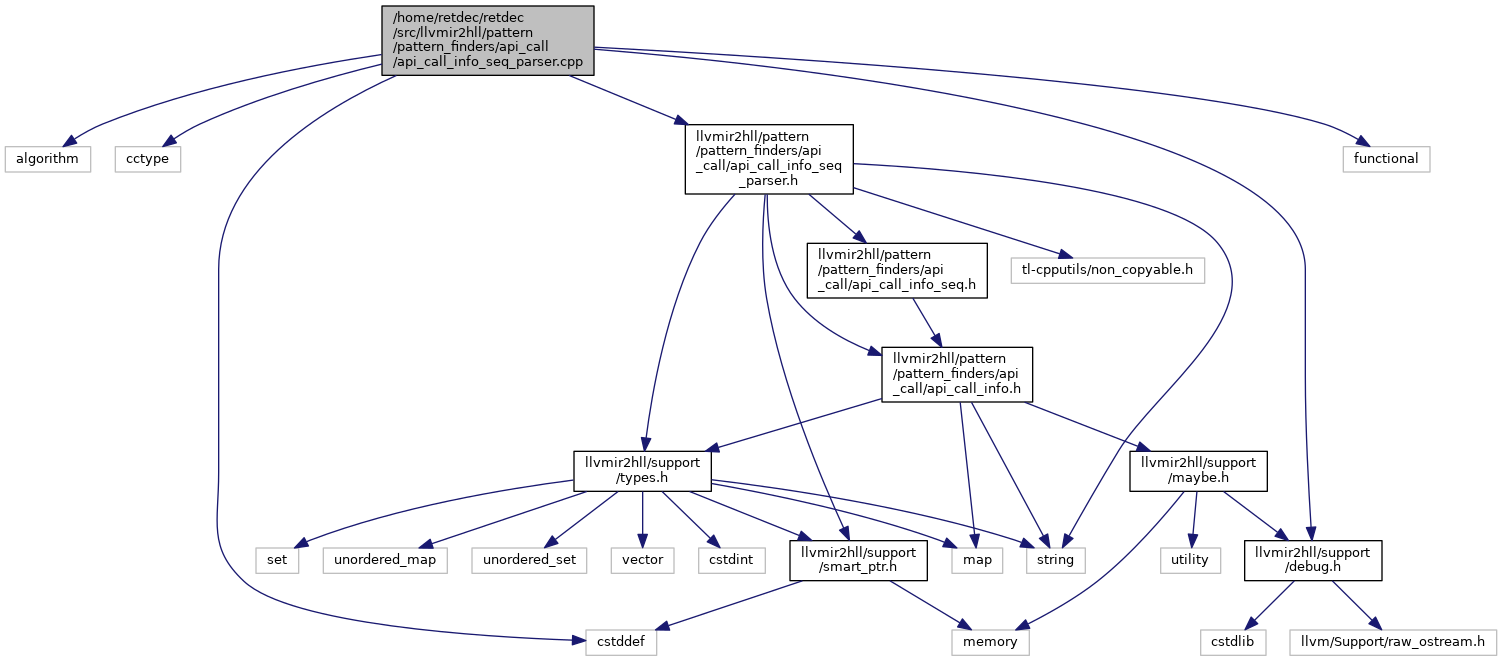 /home/retdec/retdec
/src/llvmir2hll/pattern
/pattern_finders/api_call
/api_call_info_seq_parser.cpp
algorithm
cctype
llvmir2hll/pattern
/pattern_finders/api
_call/api_call_info_seq
_parser.h
functional
llvmir2hll/pattern
/pattern_finders/api
_call/api_call_info_seq.h
tl-cpputils/non_copyable.h
llvmir2hll/pattern
/pattern_finders/api
_call/api_call_info.h
llvmir2hll/support
/types.h
llvmir2hll/support
/maybe.h
set
unordered_map
unordered_set
vector
cstdint
llvmir2hll/support
/smart_ptr.h
map
string
utility
llvmir2hll/support
/debug.h
cstddef
memory
cstdlib
llvm/Support/raw_ostream.h